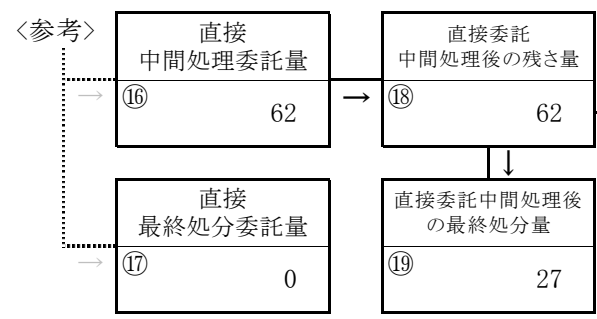 〈参考〉
直接
中間処理委託量
⑯
62
→
→
直接委託
中間処理後の残さ量
⑱
62
↓
直接
最終処分委託量
⑰
0
→
直接委託中間処理後
の最終処分量
⑲
27